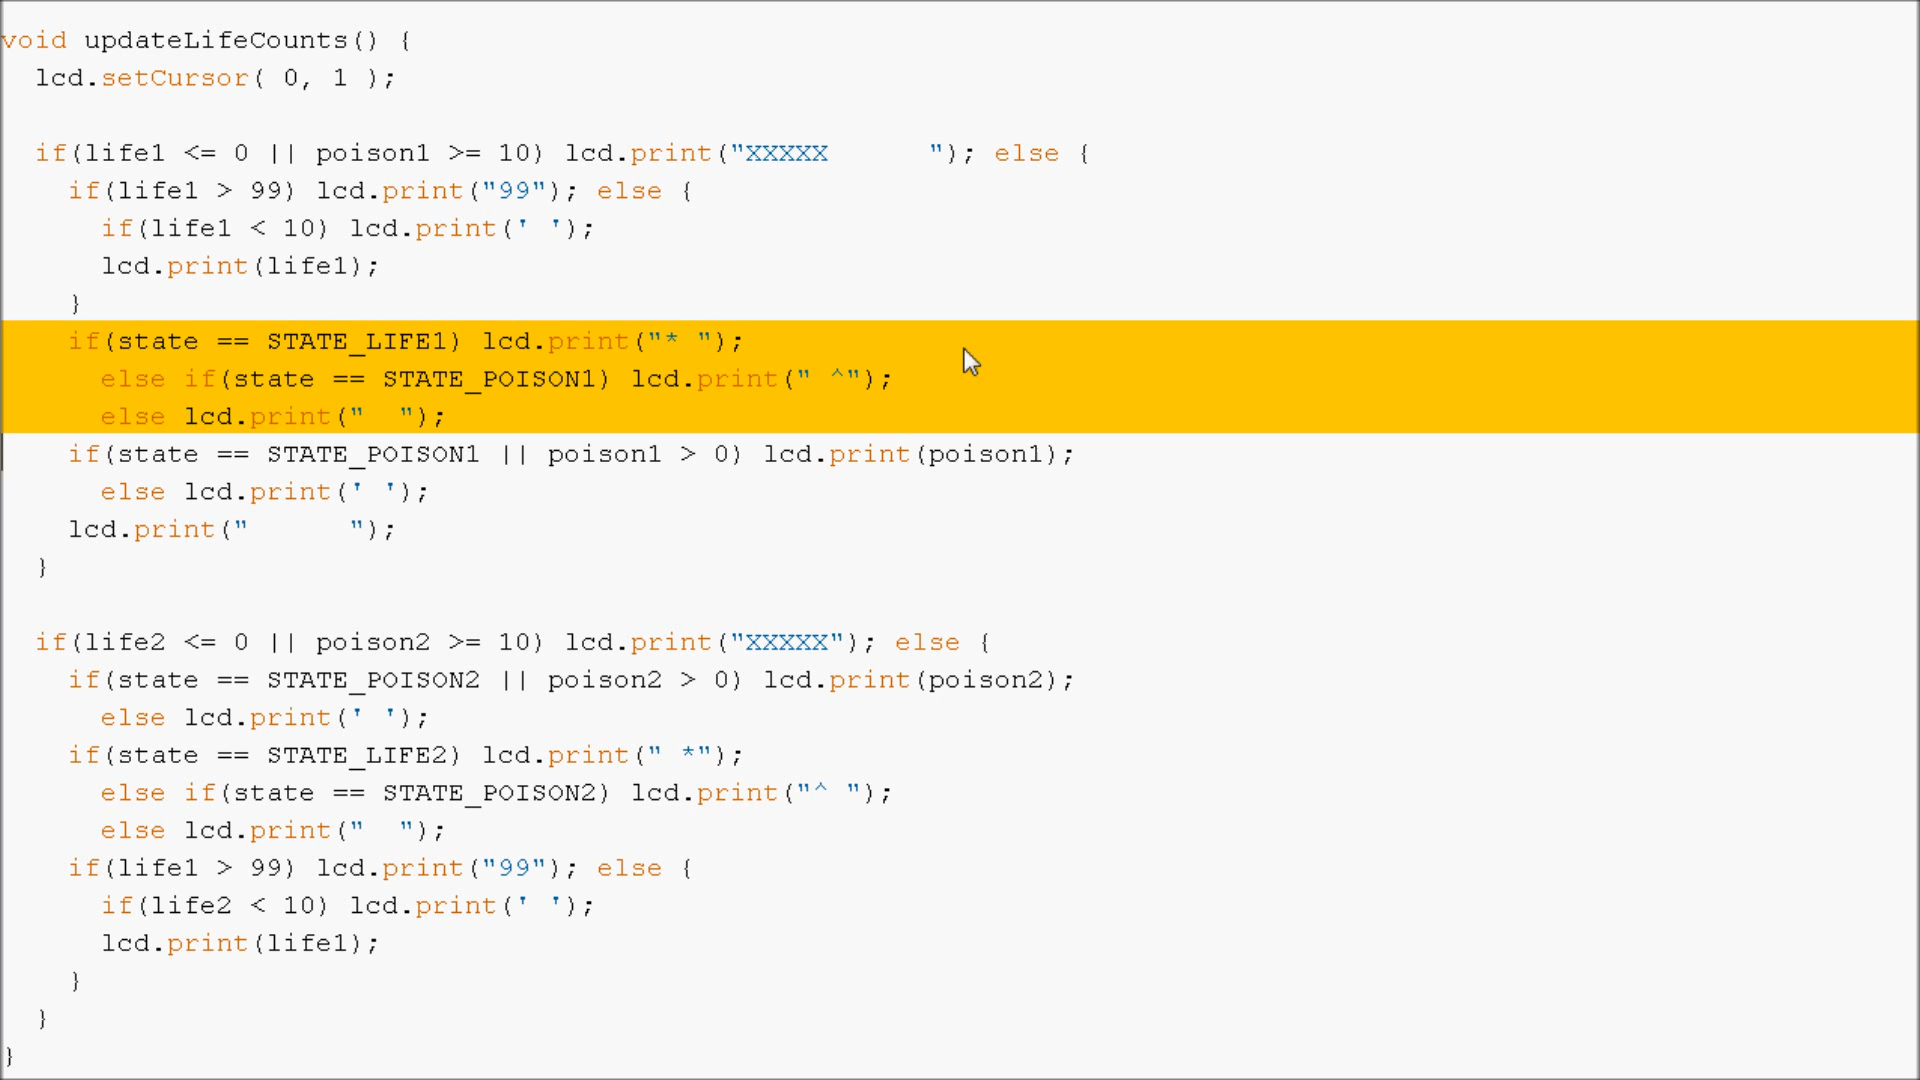 void updateLifeCounts() {
  lcd.setCursor( 0, 1 );

  if(life1 <= 0 || poison1 >= 10) lcd.print("XXXXX      "); else {
    if(life1 > 99) lcd.print("99"); else {
      if(life1 < 10) lcd.print(' ');
      lcd.print(life1);
    }
    if(state == STATE_LIFE1) lcd.print("* ");
      else if(state == STATE_POISON1) lcd.print(" ^");
      else lcd.print("  ");
    if(state == STATE_POISON1 || poison1 > 0) lcd.print(poison1);
      else lcd.print(' ');
    lcd.print("      ");
  }

  if(life2 <= 0 || poison2 >= 10) lcd.print("XXXXX"); else {
    if(state == STATE_POISON2 || poison2 > 0) lcd.print(poison2);
      else lcd.print(' ');
    if(state == STATE_LIFE2) lcd.print(" *");
      else if(state == STATE_POISON2) lcd.print("^ ");
      else lcd.print("  ");
    if(life1 > 99) lcd.print("99"); else {
      if(life2 < 10) lcd.print(' ');
      lcd.print(life1);
    }
  }
}